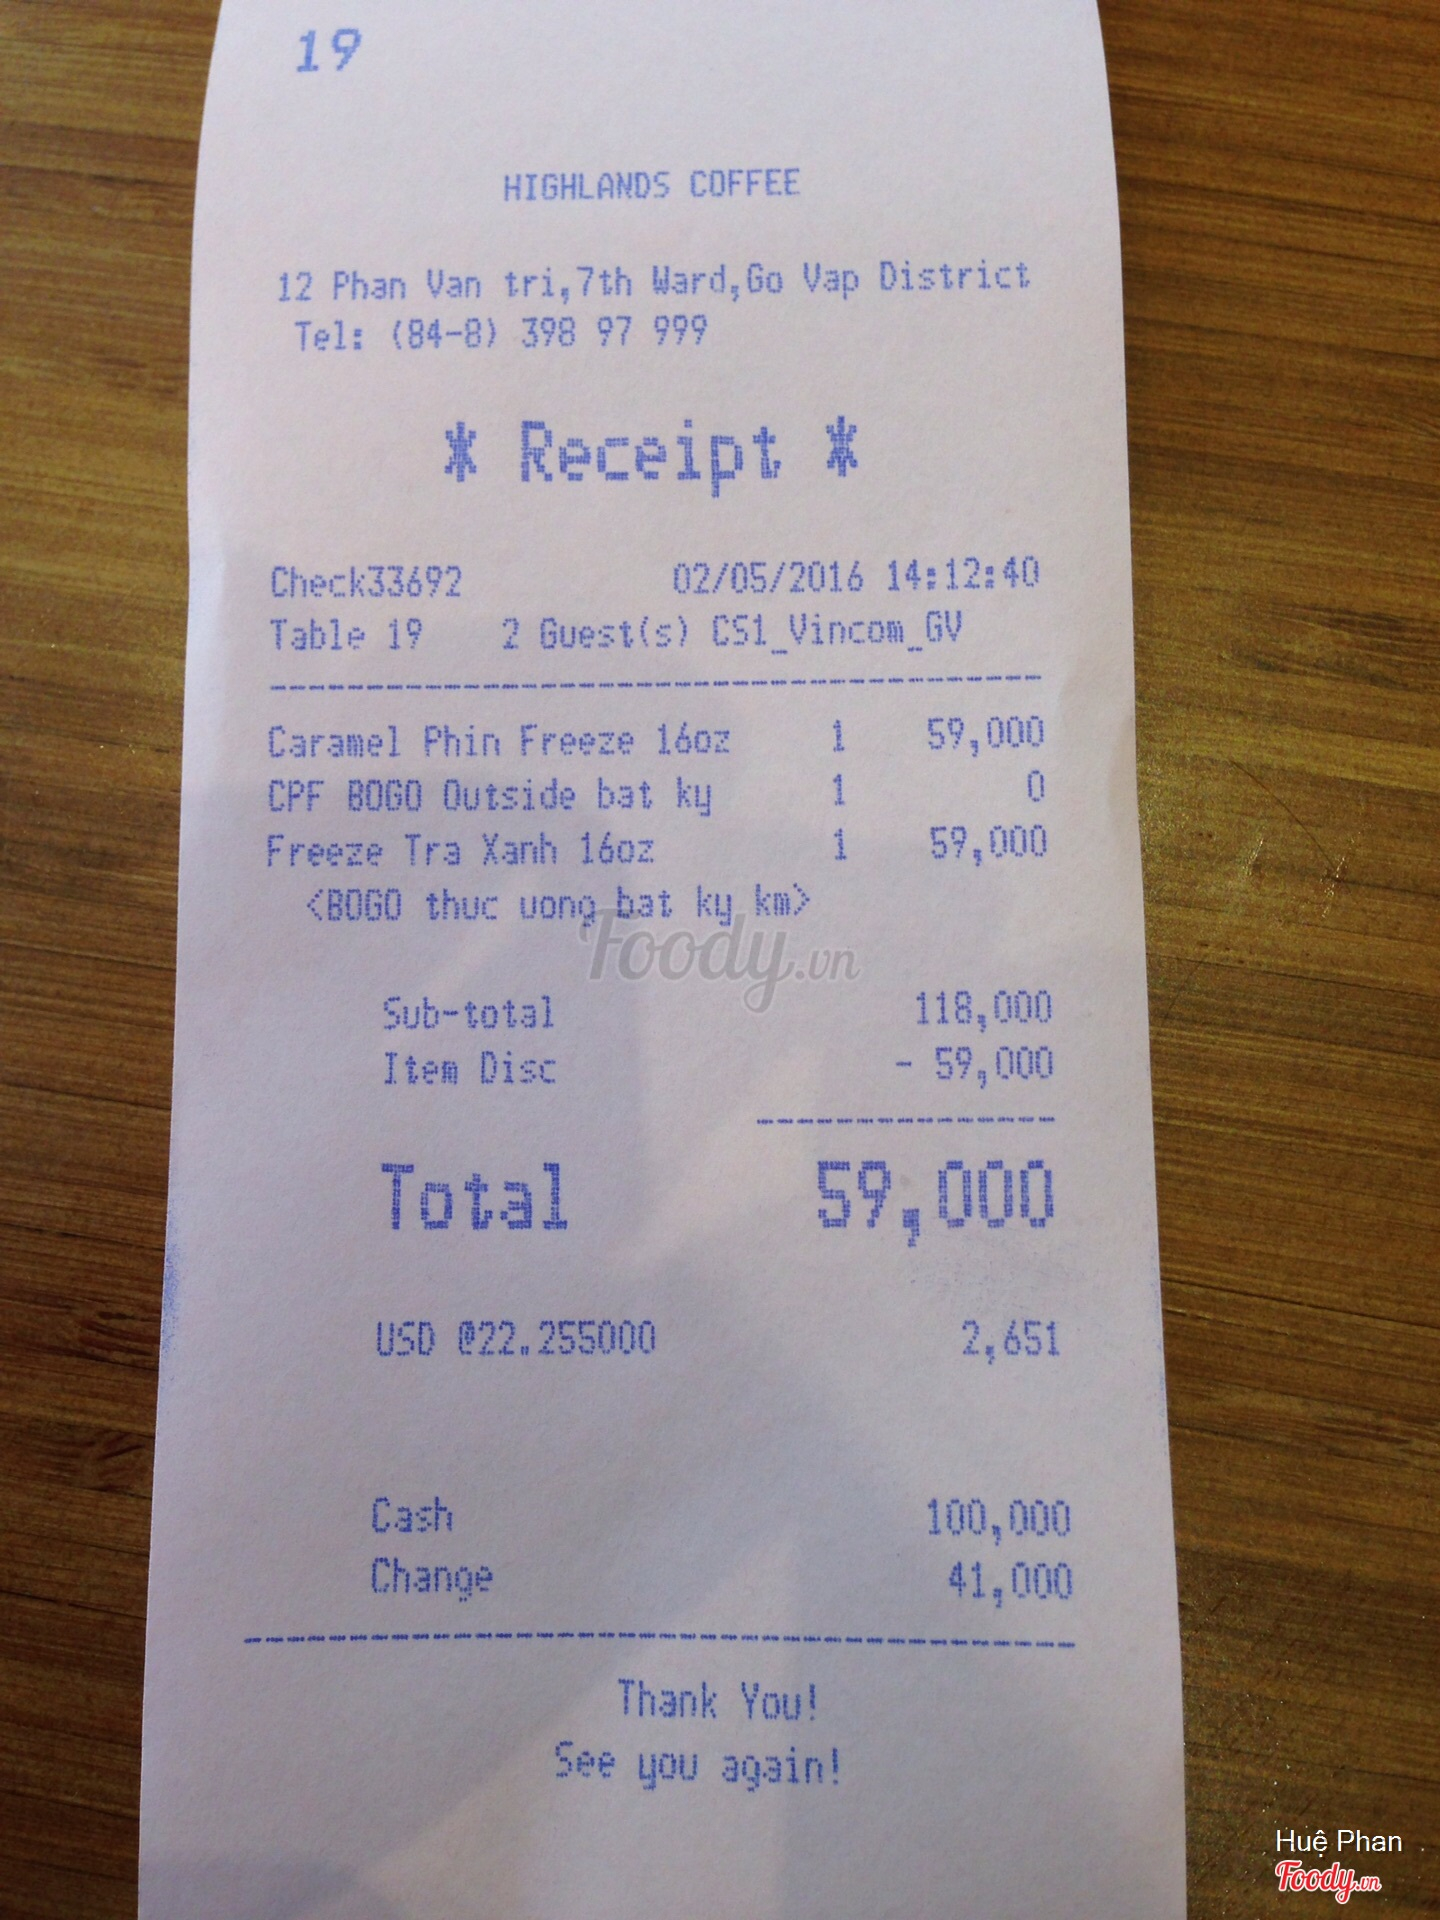 19
HIGHLANDS COFFEE
12 Phan Van tri,7th Ward,Go Vap District
Tel: (84-8) 398 97 999
* Receipt *
Check33692 02/05/2016 14:12:40
Table 19 2 Guest(s) CS1_Vincom_GV
Caramel Phin Freeze 16oz 1 59,000
CPF BOGO Outside bat ky 1 0
Freeze Tra Xanh 16oz 1 59,000
<BOGO thuc uong bat ky km>
Foody.vn
Sub-total 118,000
Item Disc - 59,000
Total 59,000
USD @22.255000 2,651
Cash 100,000
Change 41,000
Thank You!
See you again!
Huệ Phan
Foody.vn